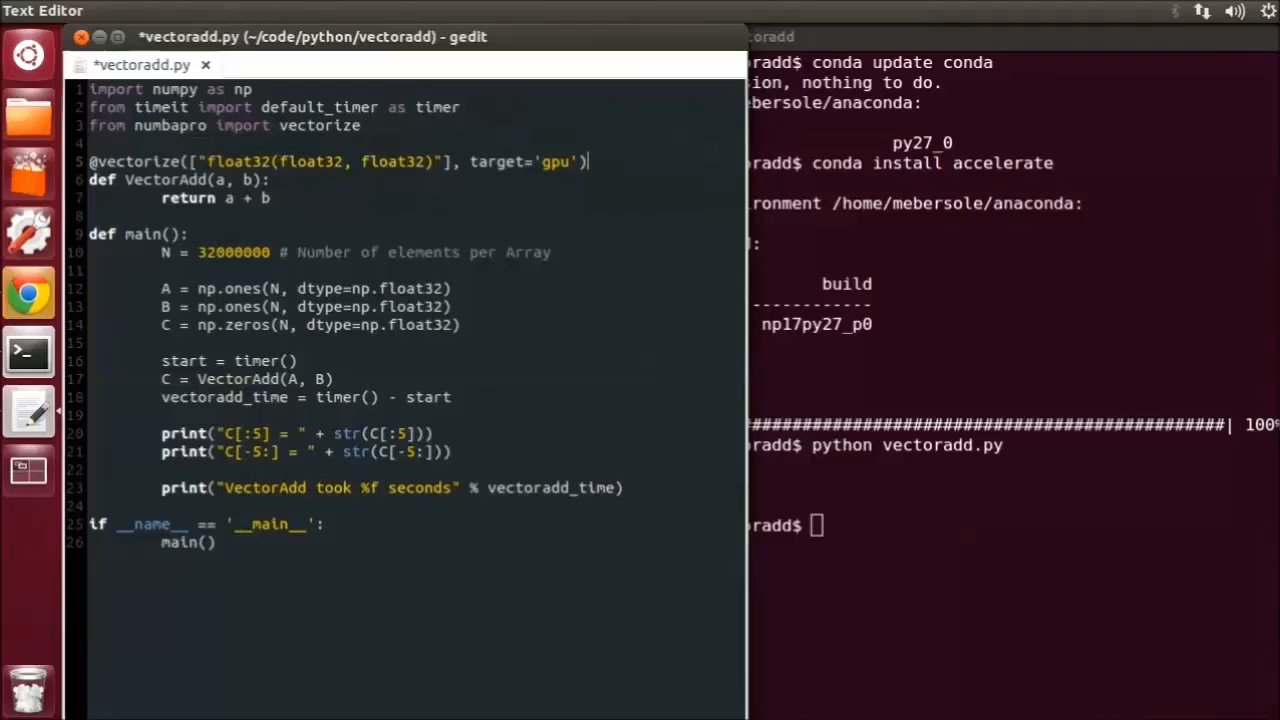 Text Editor
*vectoradd.py (~/code/python/vectoradd) - gedit
*vectoradd.py ×
1 import numpy as np
2 from timeit import default_timer as timer
3 from numbapro import vectorize
4
5 @vectorize(["float32(float32, float32)"], target='gpu')
6 def VectorAdd(a, b):
7 return a + b
8
9 def main():
10 N = 32000000 # Number of elements per Array
11
12 A = np.ones(N, dtype=np.float32)
13 B = np.ones(N, dtype=np.float32)
14 C = np.zeros(N, dtype=np.float32)
15
16 start = timer()
17 C = VectorAdd(A, B)
18 vectoradd_time = timer() - start
19
20 print("C[:5] = " + str(C[:5]))
21 print("C[-5:] = " + str(C[-5:]))
22
23 print("VectorAdd took %f seconds" % vectoradd_time)
24
25 if __name__ == '__main__':
26 main()
toradd
oradd$ conda update conda
ion, nothing to do.
ebersole/anaconda:
py27_0
oradd$ conda install accelerate
ironment /home/mebersole/anaconda:
:
build
------------
np17py27_p0
################################################| 100%
oradd$ python vectoradd.py
oradd$